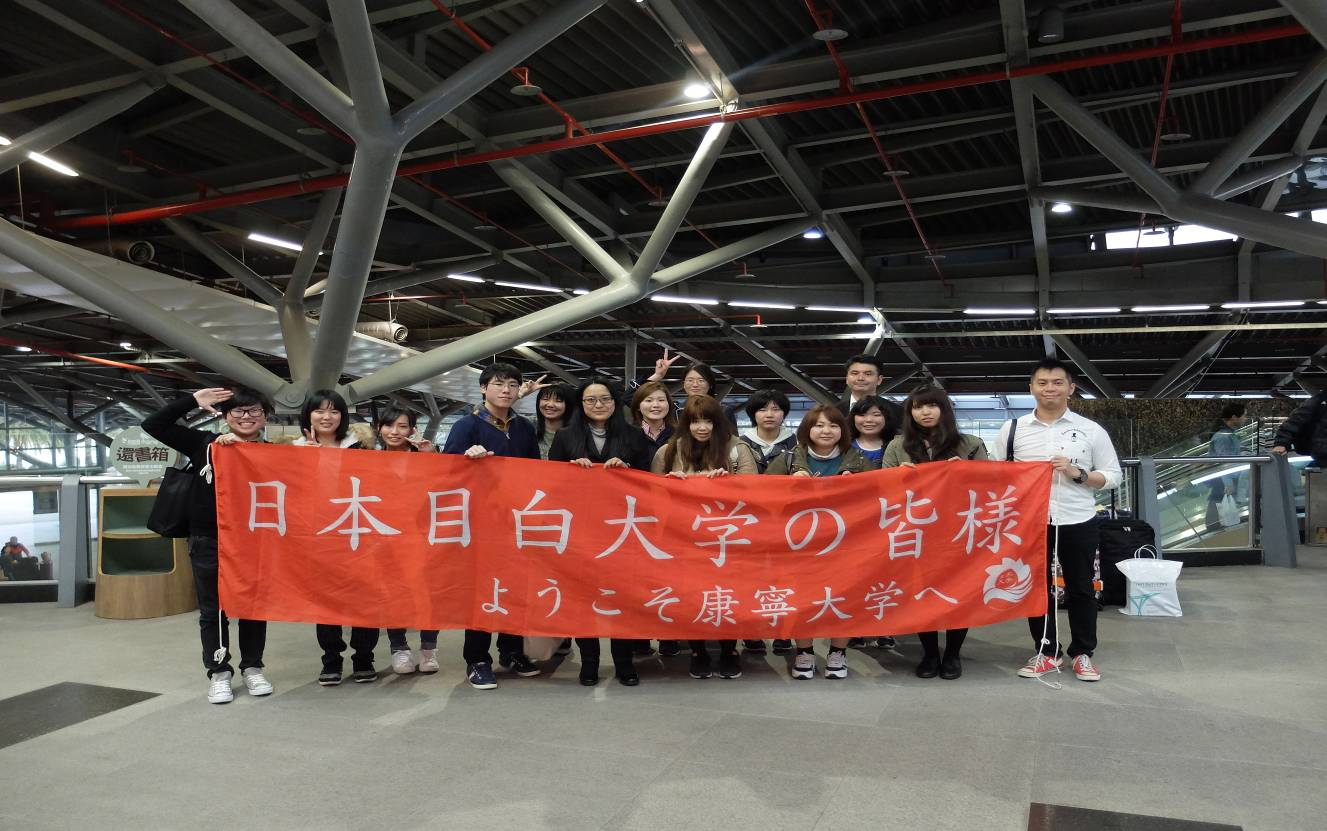 日本目白大学の皆様
ようこそ康寧大学へ
還書箱